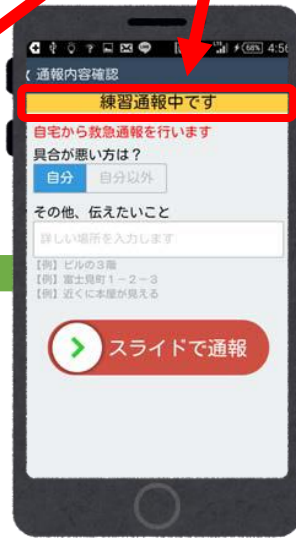 68% 4:56
通報内容確認
練習通報中です
自宅から救急通報を行います
具合が悪い方は？
自分 自分以外
その他、伝えたいこと
詳しい場所を入力します
【例】ビルの3階
【例】富士見町1－2－3
【例】近くに本屋が見える
スライドで通報